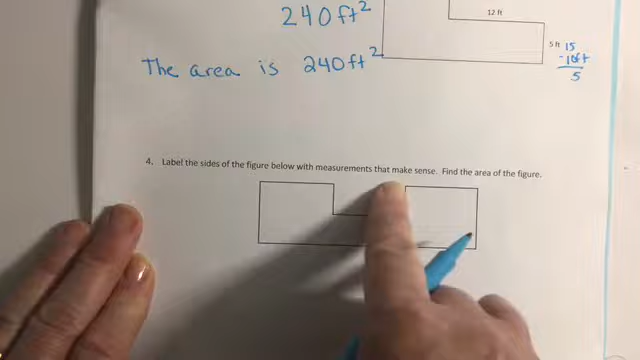 240ft²
12 ft
5 ft 15
-10ft
5
The area is 240ft²
4. Label the sides of the figure below with measurements that make sense. Find the area of the figure.